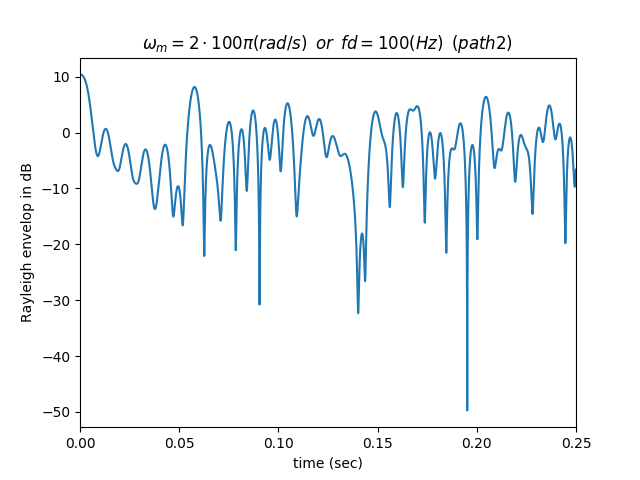 ω_m = 2 · 100π(rad/s) or fd = 100(Hz) (path2)
10
0
−10
−20
−30
−40
−50
Rayleigh envelop in dB
0.00 0.05 0.10 0.15 0.20 0.25
time (sec)